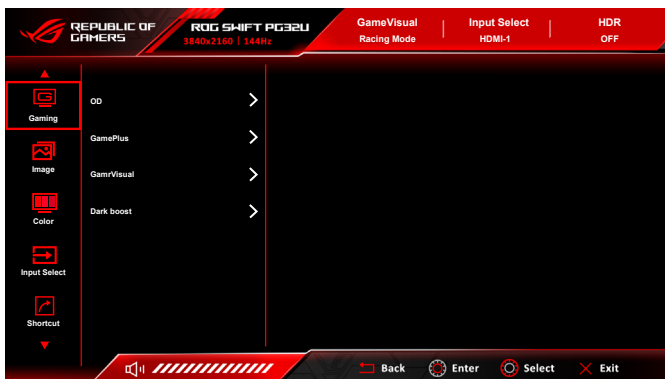 REPUBLIC OF
GAMERS
ROG SWIFT PG32U
3840x2160 | 144Hz
GameVisual
Racing Mode
Input Select
HDMI-1
HDR
OFF
Gaming
Image
Color
Input Select
Shortcut
OD
GamePlus
GamrVisual
Dark boost
Back
Enter
Select
Exit